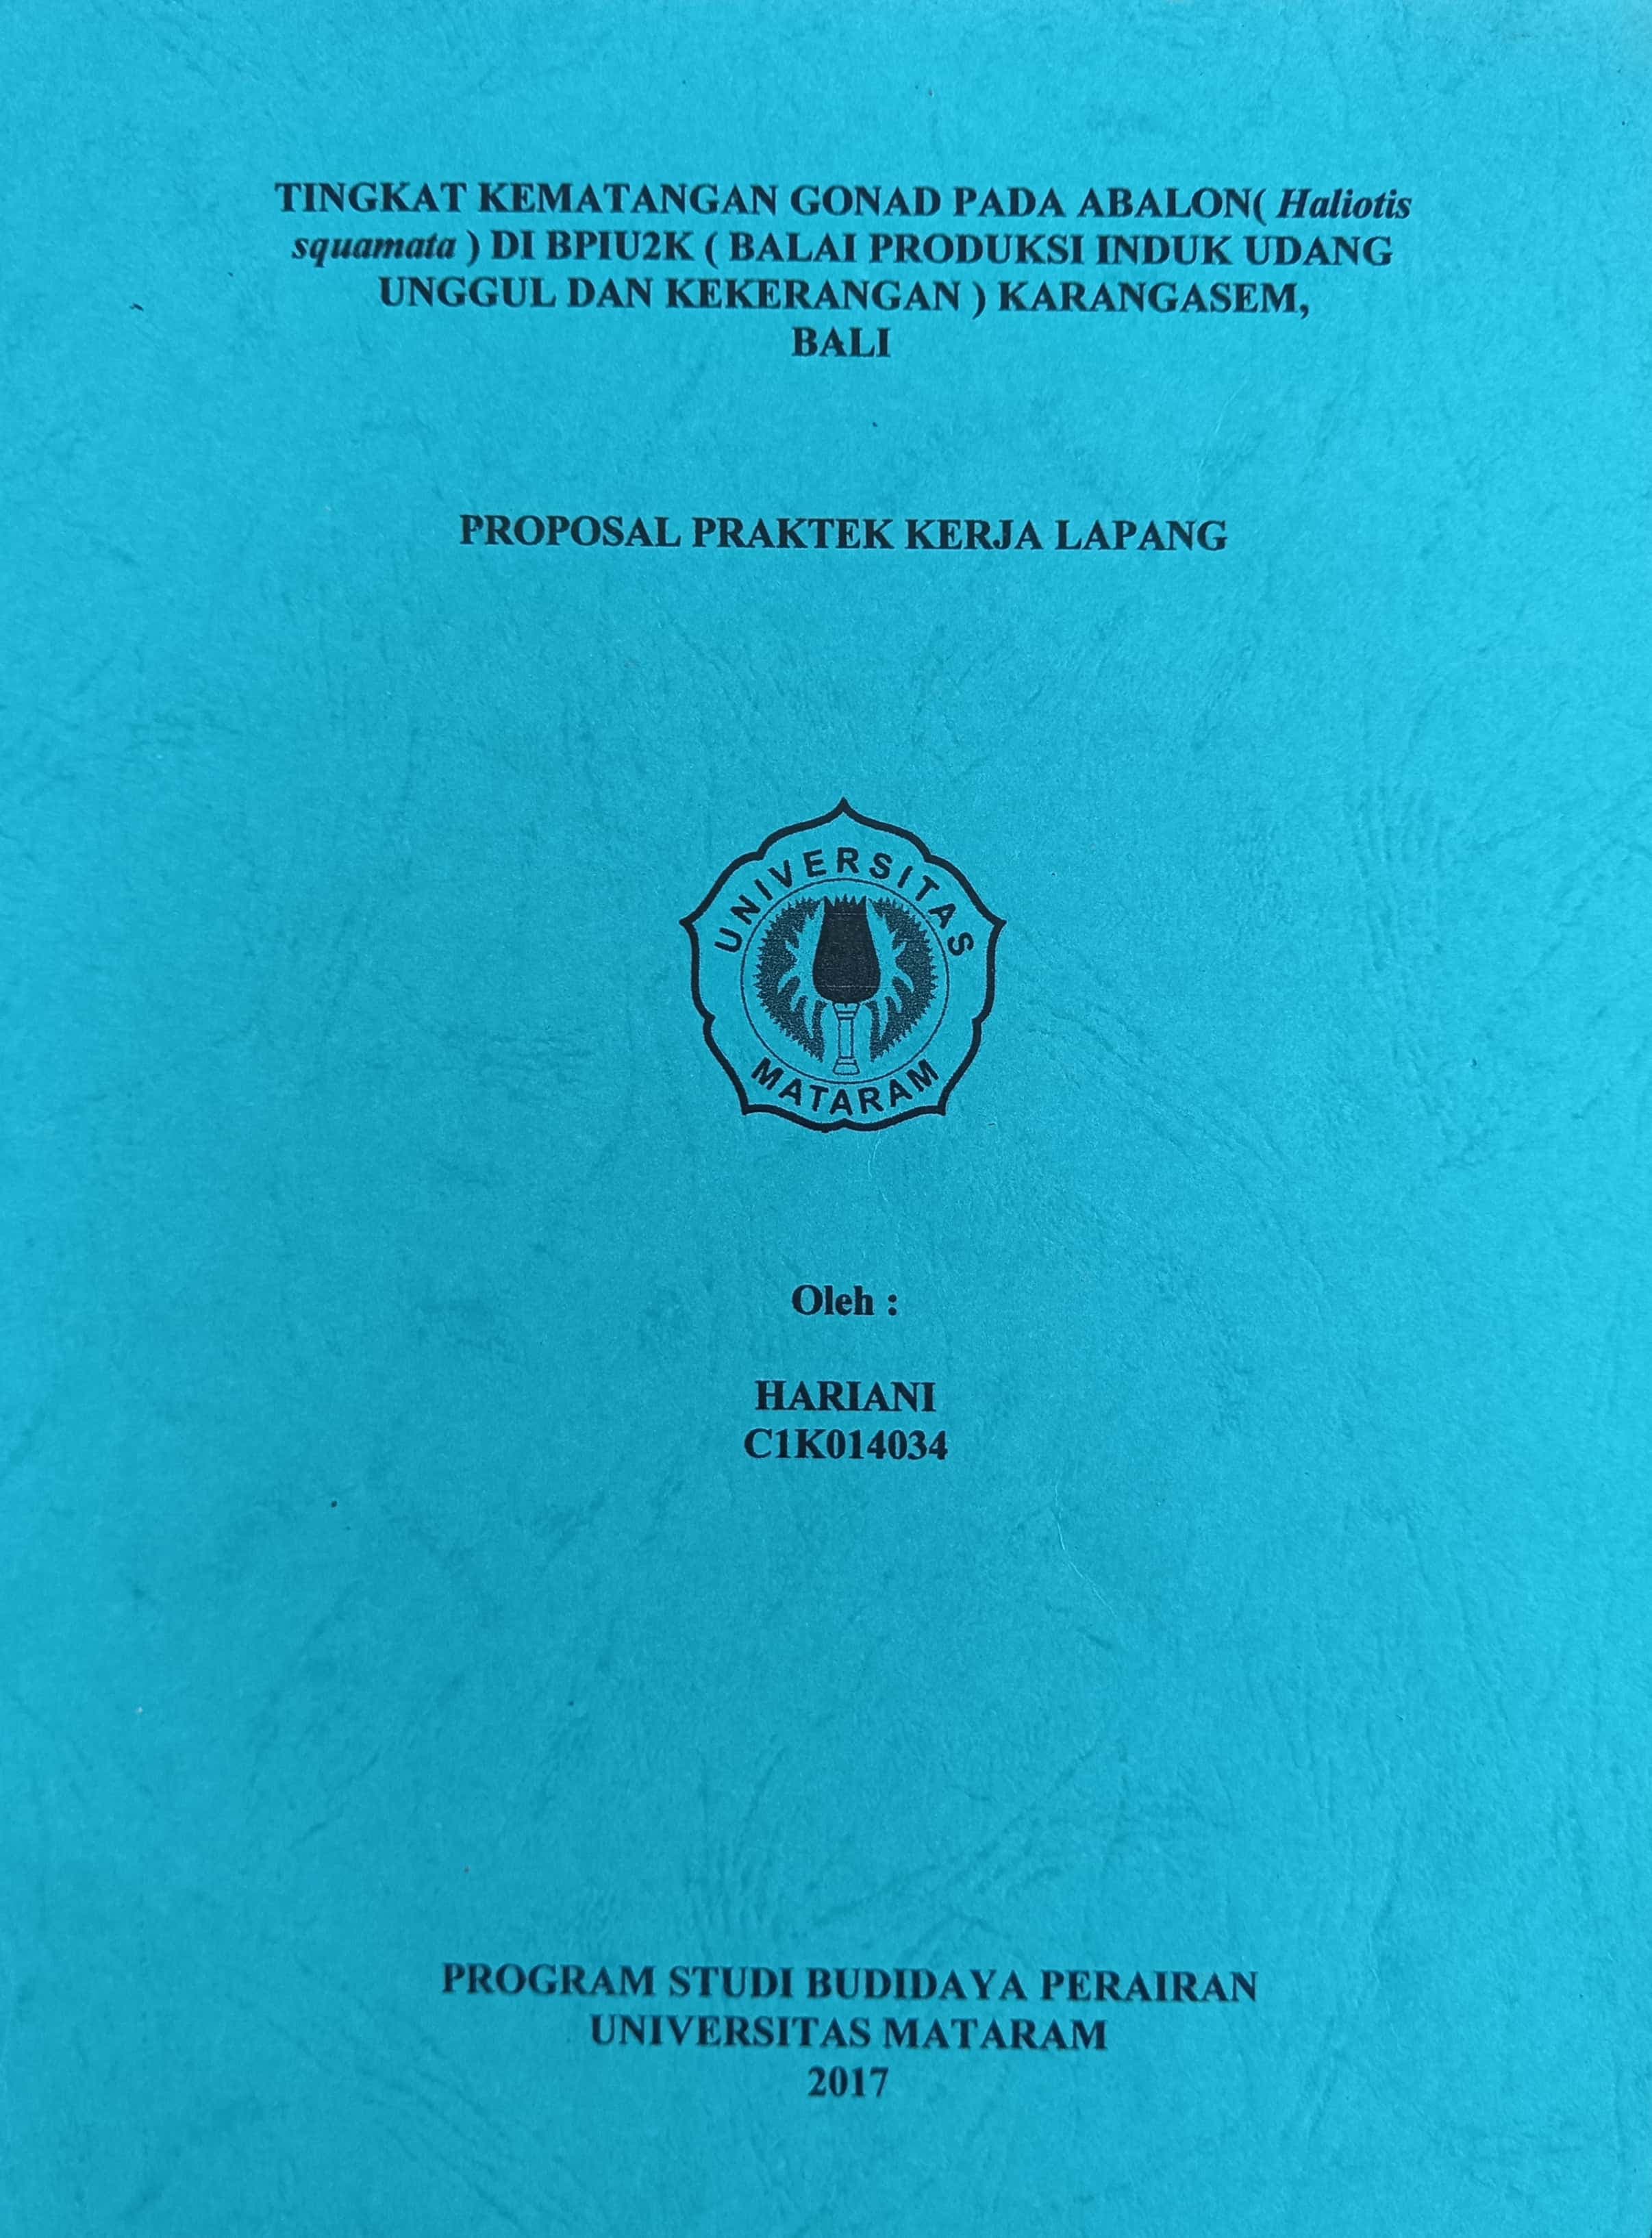 TINGKAT KEMATANGAN GONAD PADA ABALON( Haliotis
squamata ) DI BPIU2K ( BALAI PRODUKSI INDUK UDANG
UNGGUL DAN KEKERANGAN ) KARANGASEM,
BALI
PROPOSAL PRAKTEK KERJA LAPANG
UNIVERSITAS
MATARAM
Oleh :
HARIANI
C1K014034
PROGRAM STUDI BUDIDAYA PERAIRAN
UNIVERSITAS MATARAM
2017